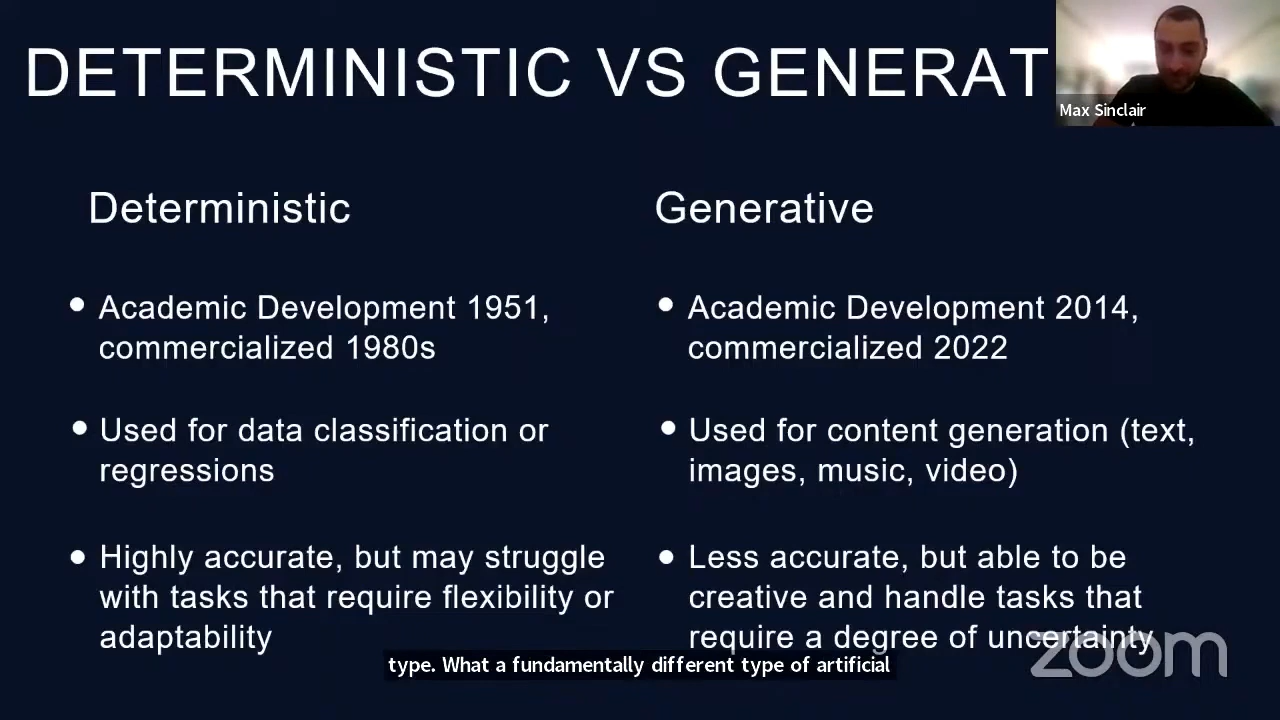 DETERMINISTIC VS GENERAT
Max Sinclair
Deterministic
• Academic Development 1951,
commercialized 1980s
• Used for data classification or
regressions
• Highly accurate, but may struggle
with tasks that require flexibility or
adaptability
Generative
• Academic Development 2014,
commercialized 2022
• Used for content generation (text,
images, music, video)
• Less accurate, but able to be
creative and handle tasks that
require a degree of uncertainty
zoom
type. What a fundamentally different type of artificial